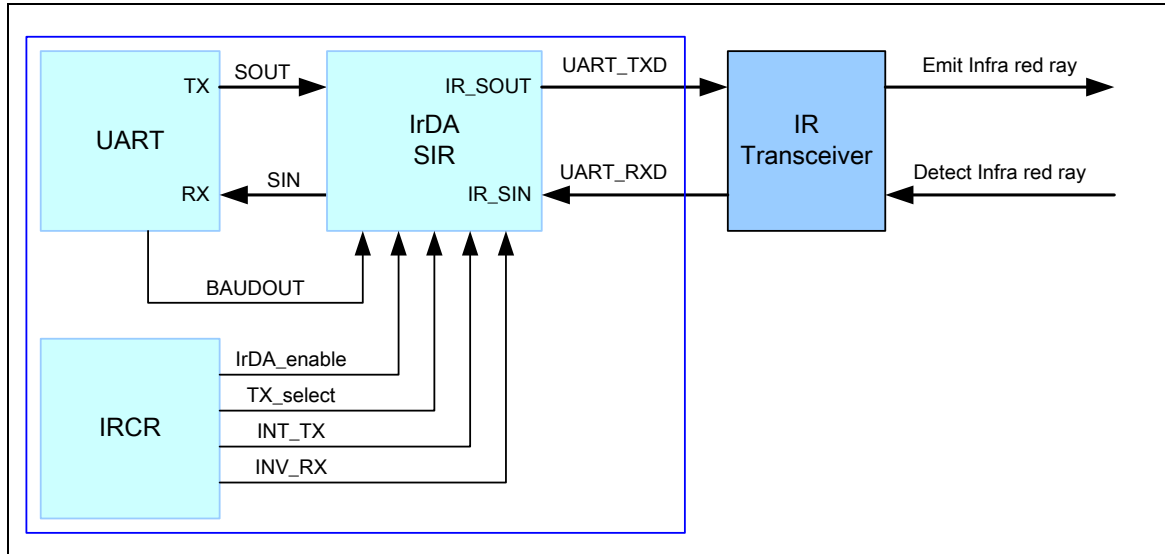 TX
SOUT
UART
SIN
RX
IR_SOUT
IrDA
SIR
IR_SIN
UART_TXD
UART_RXD
IR
Transceiver
Emit Infra red ray
Detect Infra red ray
BAUDOUT
IRCR
IrDA_enable
TX_select
INT_TX
INV_RX